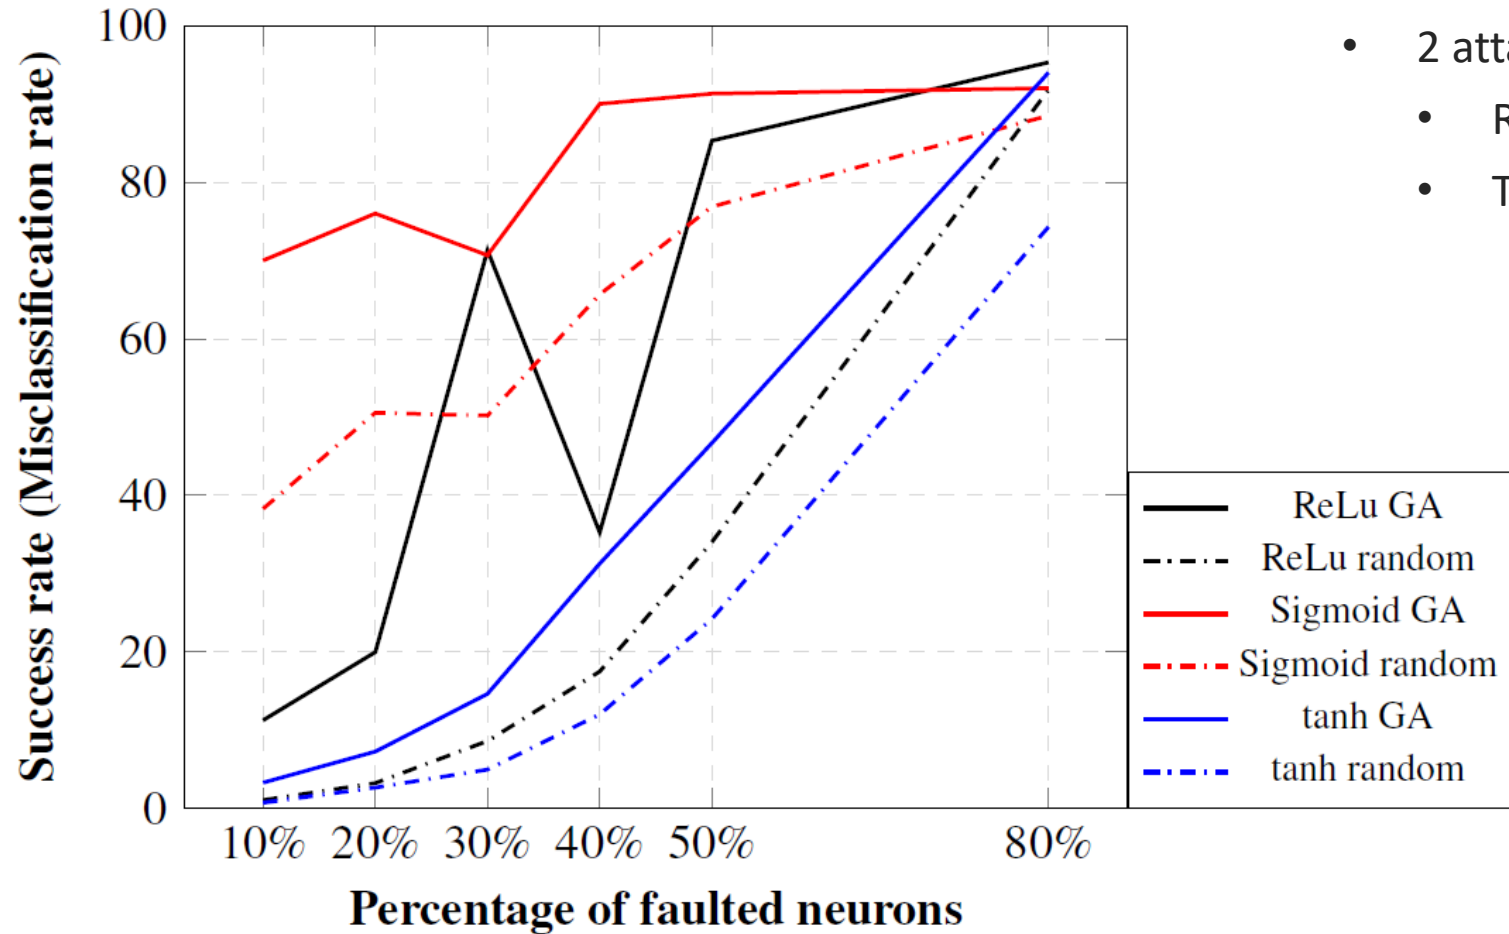 100
80
60
40
20
0
Success rate (Misclassification rate)
10% 20% 30% 40% 50% 80%
Percentage of faulted neurons
ReLu GA
ReLu random
Sigmoid GA
Sigmoid random
tanh GA
tanh random
• 2
•
•